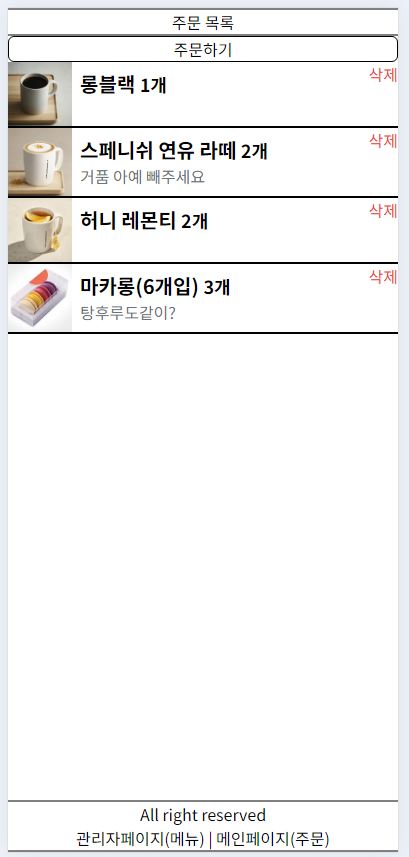 주문 목록
주문하기
롱블랙 1개
삭제
스페니쉬 연유 라떼 2개
삭제
거품 아예 빼주세요
허니 레몬티 2개
삭제
마카롱(6개입) 3개
삭제
탕후루도같이?
All right reserved
관리자페이지(메뉴) | 메인페이지(주문)